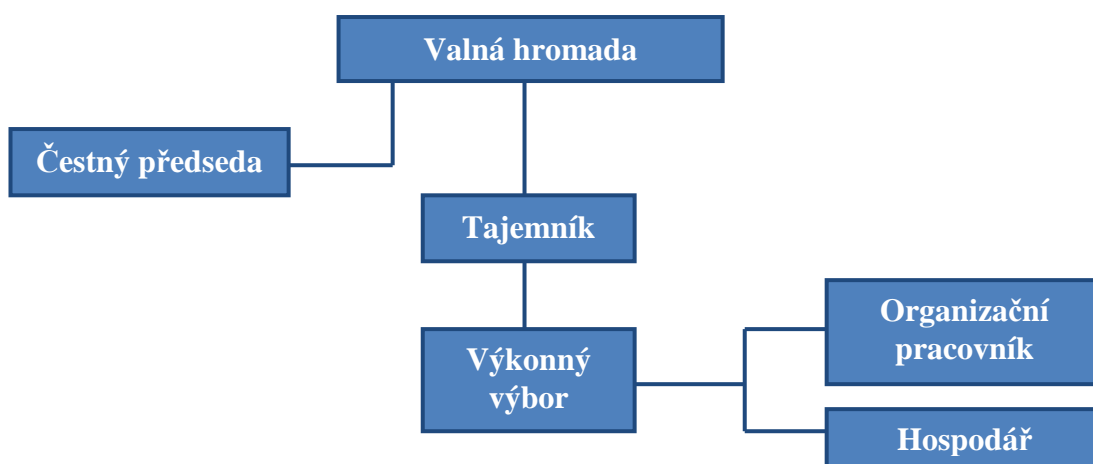 Valná hromada
Čestný předseda
Tajemník
Organizační
pracovník
Výkonný
výbor
Hospodář